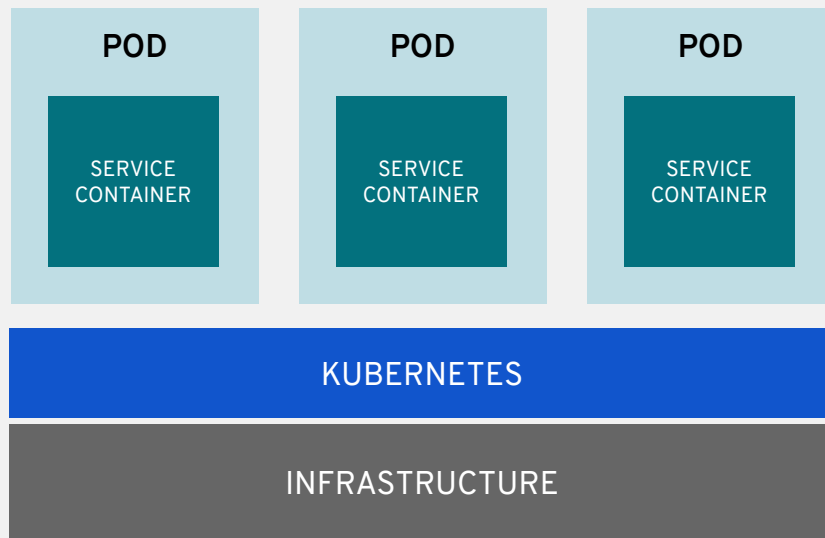 POD
POD
POD
SERVICE
CONTAINER
SERVICE
CONTAINER
SERVICE
CONTAINER
KUBERNETES
INFRASTRUCTURE